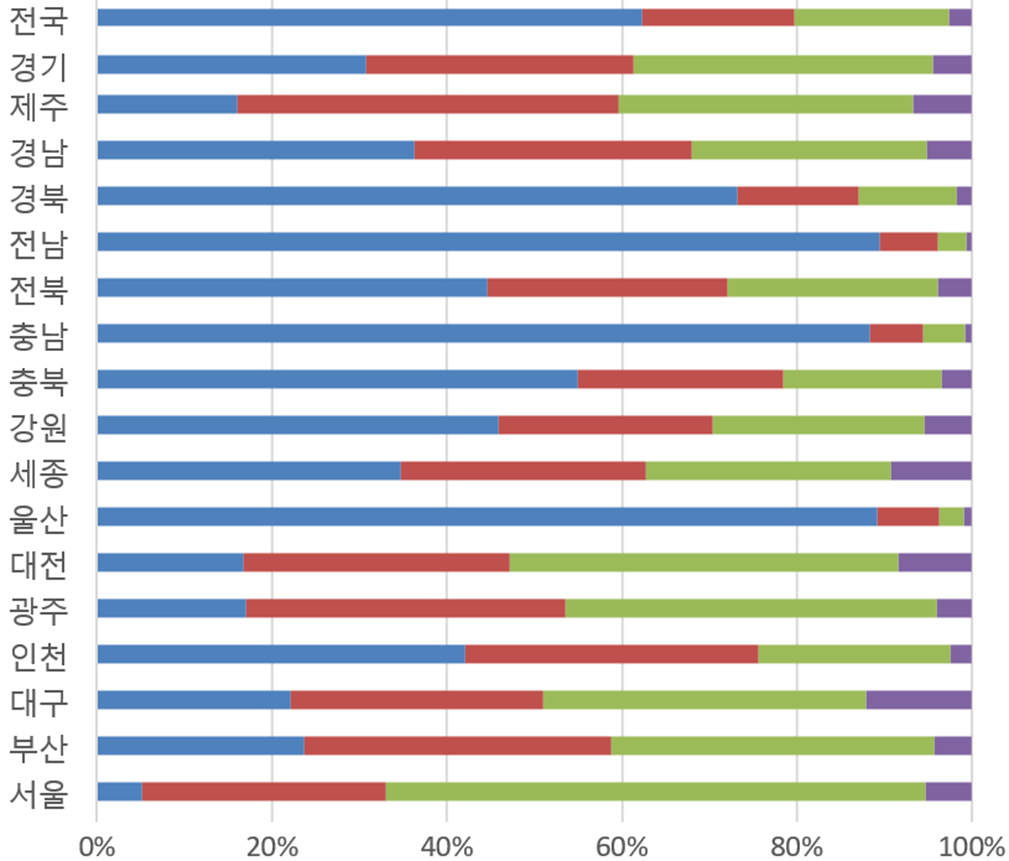 전국
경기
제주
경남
경북
전남
전북
충남
충북
강원
세종
울산
대전
광주
인천
대구
부산
서울
0% 20% 40% 60% 80% 100%